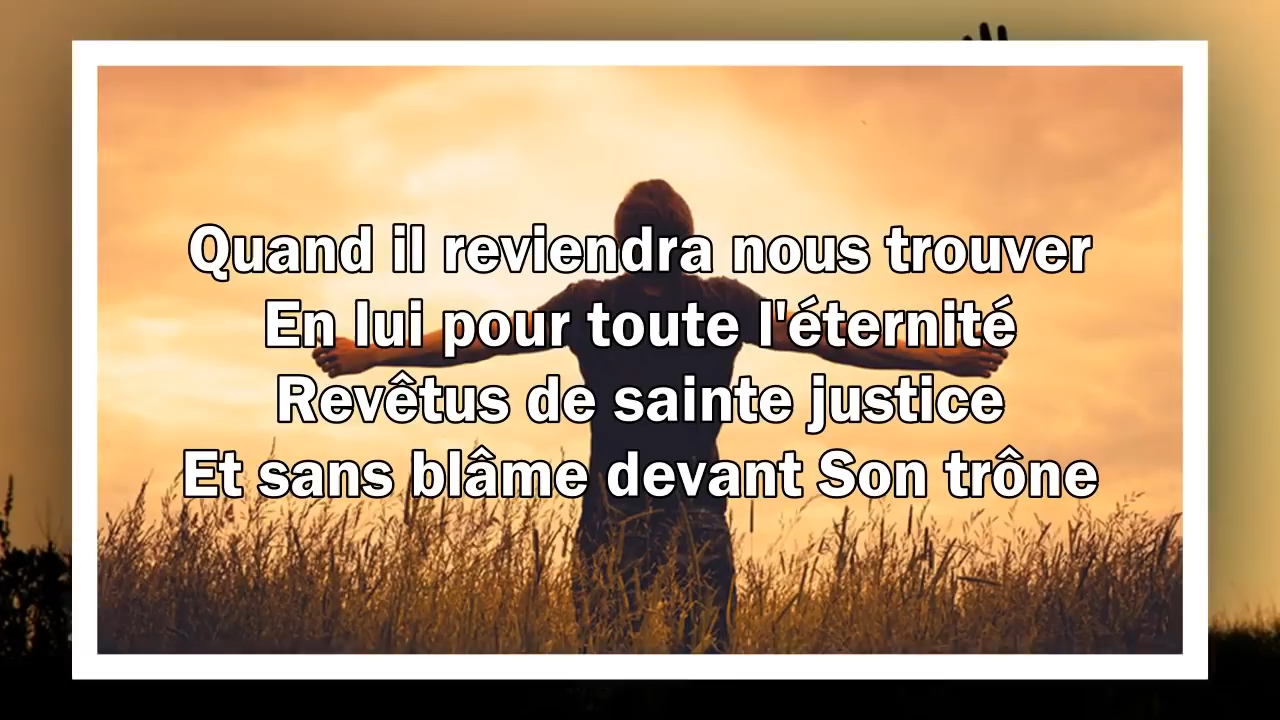 Quand il reviendra nous trouver
En lui pour toute l'éternité
Revêtus de sainte justice
Et sans blâme devant Son trône